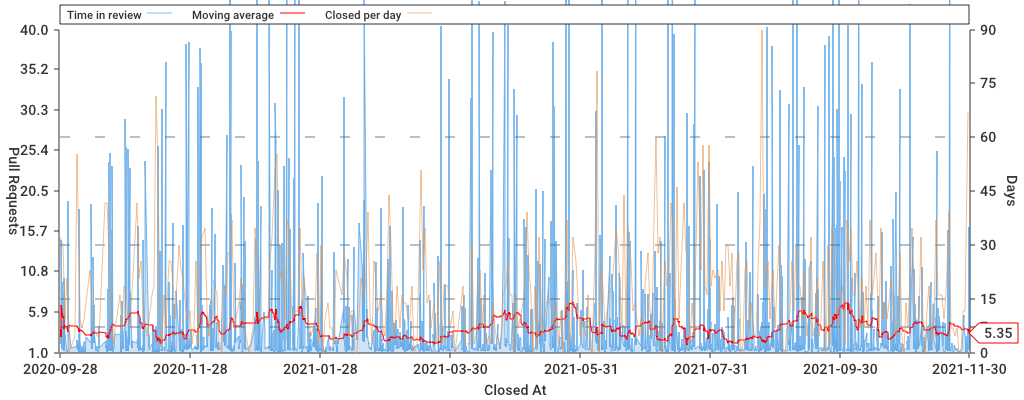 Time in review Moving average Closed per day
40.0 90
35.2 75
30.3
25.4 60
20.5 45
15.7 30
10.8 15
5.9 5.35
1.0 0
Pull Requests
Days
2020-09-28 2020-11-28 2021-01-28 2021-03-30 2021-05-31 2021-07-31 2021-09-30 2021-11-30
Closed At